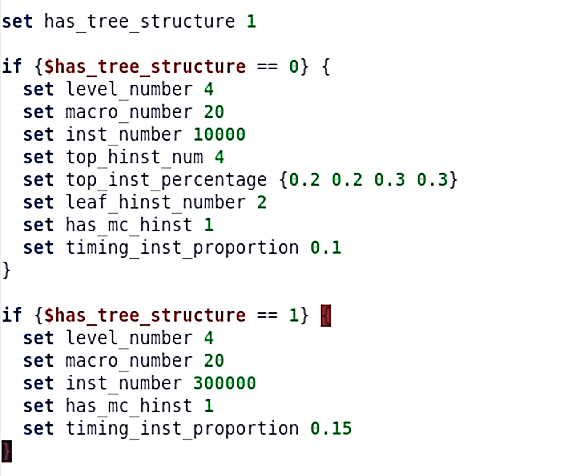 set has_tree_structure 1
if {$has_tree_structure == 0} {
set level_number 4
set macro_number 20
set inst_number 10000
set top_hinst_num 4
set top_inst_percentage {0.2 0.2 0.3 0.3}
set leaf_hinst_number 2
set has_mc_hinst 1
set timing_inst_proportion 0.1
}
if {$has_tree_structure == 1} {
set level_number 4
set macro_number 20
set inst_number 300000
set has_mc_hinst 1
set timing_inst_proportion 0.15
}